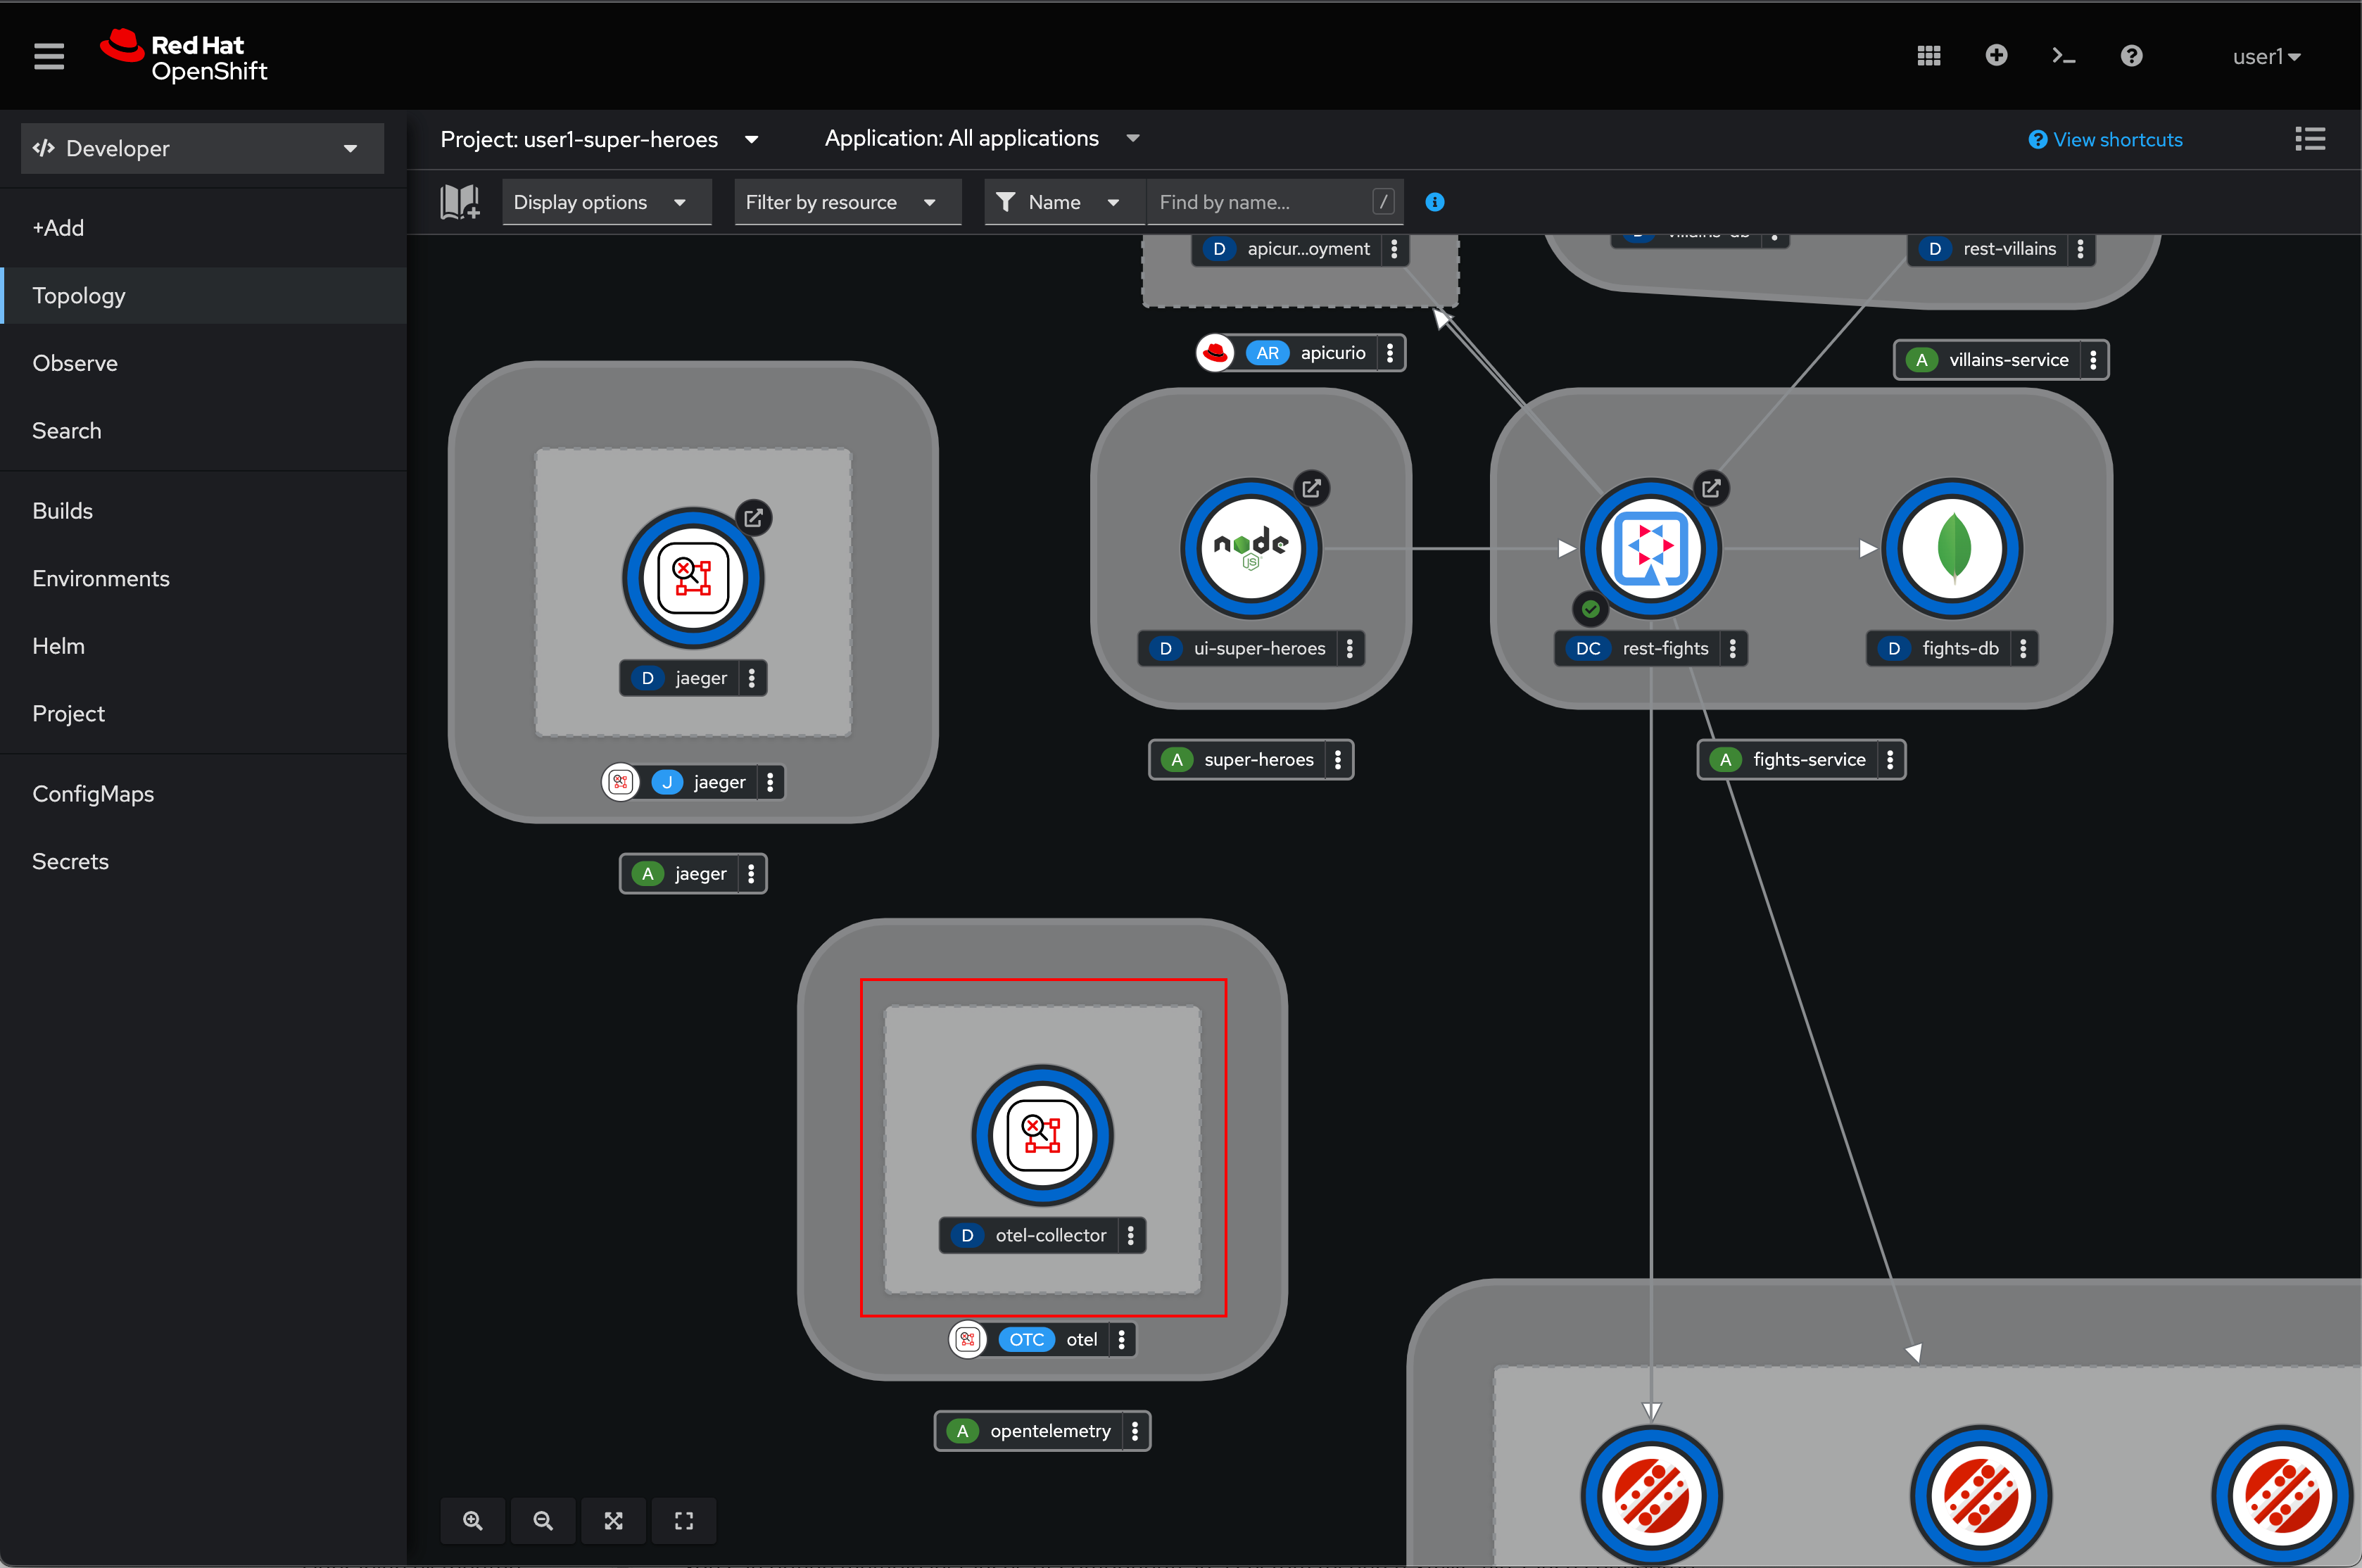 Red Hat
OpenShift
user1
Developer
Project: user1-super-heroes
Application: All applications
View shortcuts
Display options
Filter by resource
Name
Find by name...
/
+Add
Topology
Observe
Search
Builds
Environments
Helm
Project
ConfigMaps
Secrets
D apicur...oyment
D rest-villains
AR apicurio
A villains-service
node
JS
D jaeger
J jaeger
A jaeger
D ui-super-heroes
DC rest-fights
D fights-db
A super-heroes
A fights-service
D otel-collector
OTC otel
A opentelemetry